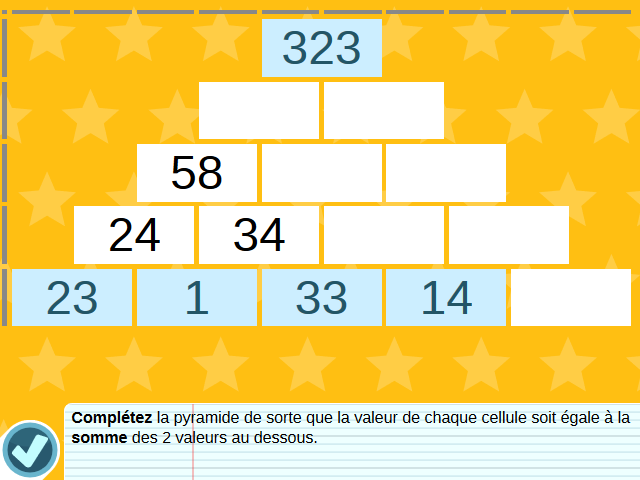 323
58
24 34
23 1 33 14
Complétez la pyramide de sorte que la valeur de chaque cellule soit égale à la
somme des 2 valeurs au dessous.